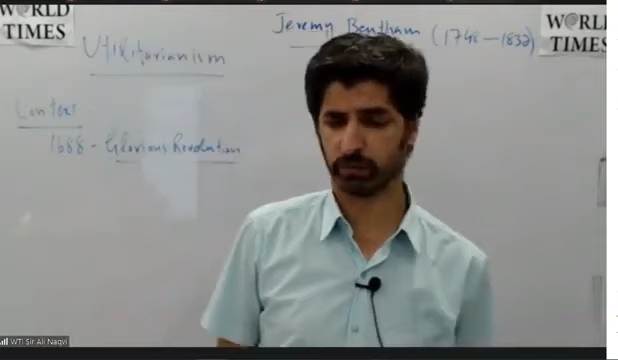 WORLD
TIMES
Jeremy Bentham (1748-1832)
WORLD
TIMES
Utilitarianism
Context
1688 - Glorious Revolution
WTI Sir Ali Naqvi